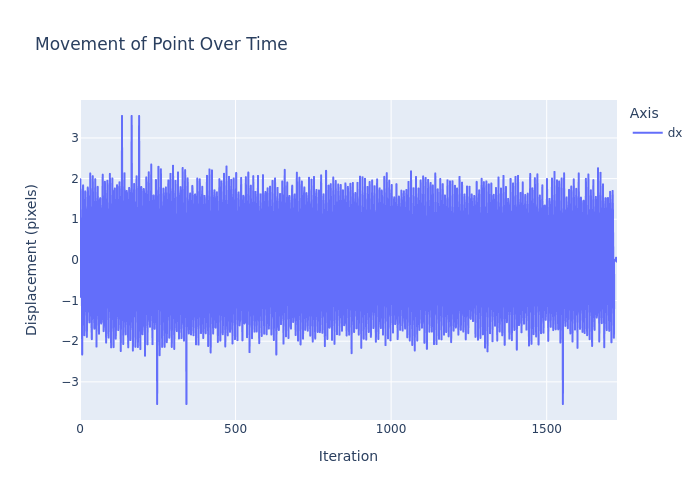 Movement of Point Over Time
Axis
dx
3
2
1
0
−1
−2
−3
Displacement (pixels)
0
500
1000
1500
Iteration